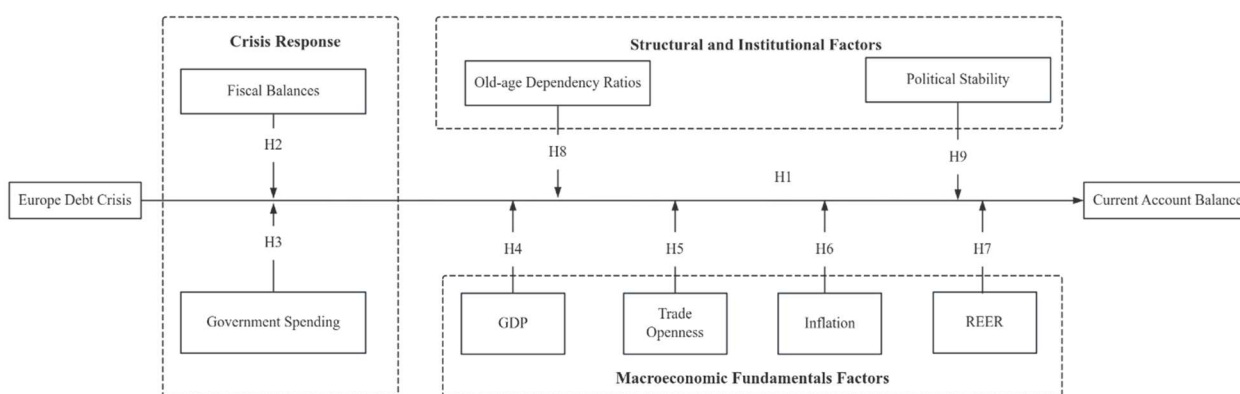 Crisis Response
Fiscal Balances
H2
Structural and Institutional Factors
Old-age Dependency Ratios
Political Stability
H8
H9
Europe Debt Crisis
H1
Current Account Balance
H3
Government Spending
H4
H5
H6
H7
GDP
Trade
Openness
Inflation
REER
Macroeconomic Fundamentals Factors